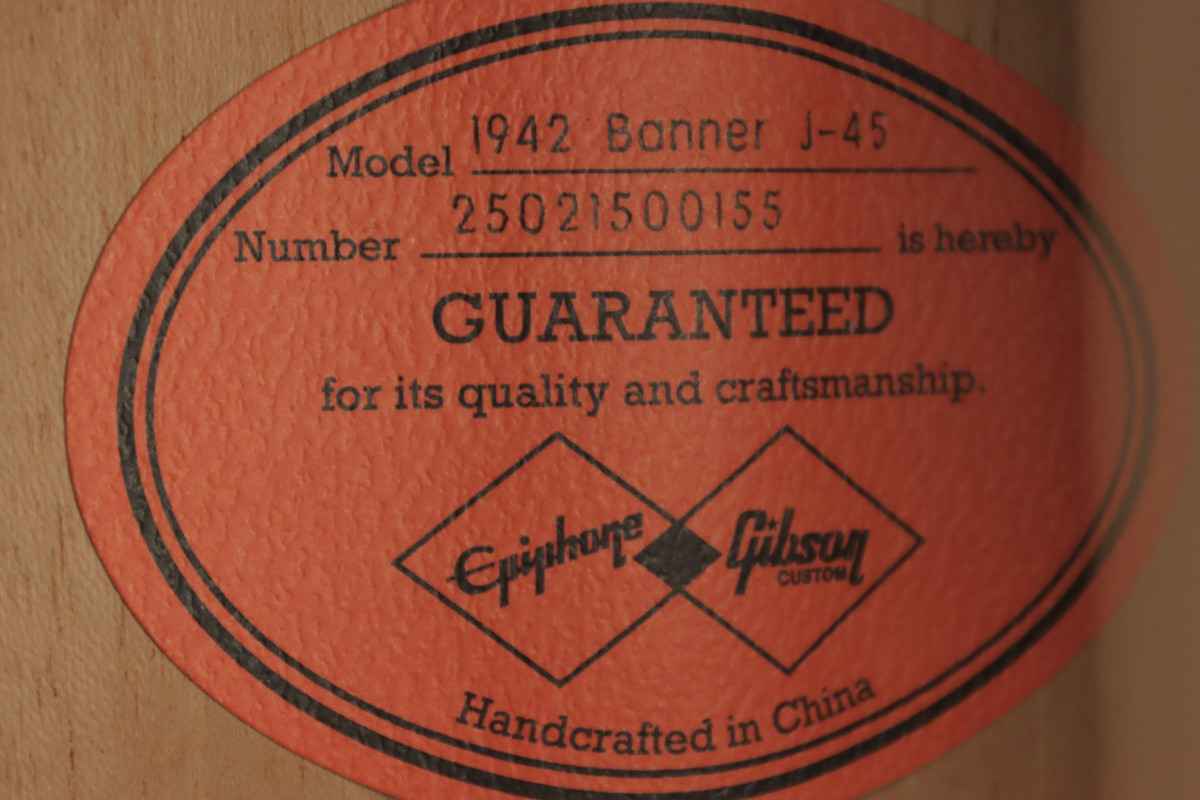 Model 1942 Banner J-45
Number 25021500155 is hereby
GUARANTEED
for its quality and craftsmanship.
Epiphone
Gibson
CUSTOM
Handcrafted in China